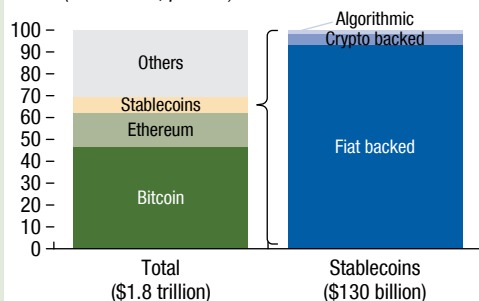 Algorithmic
100
90
80
70
60
50
40
30
20
10
0
Others
Stablecoins
Ethereum
Bitcoin
Crypto backed
Fiat backed
Total
($1.8 trillion)
Stablecoins
($130 billion)